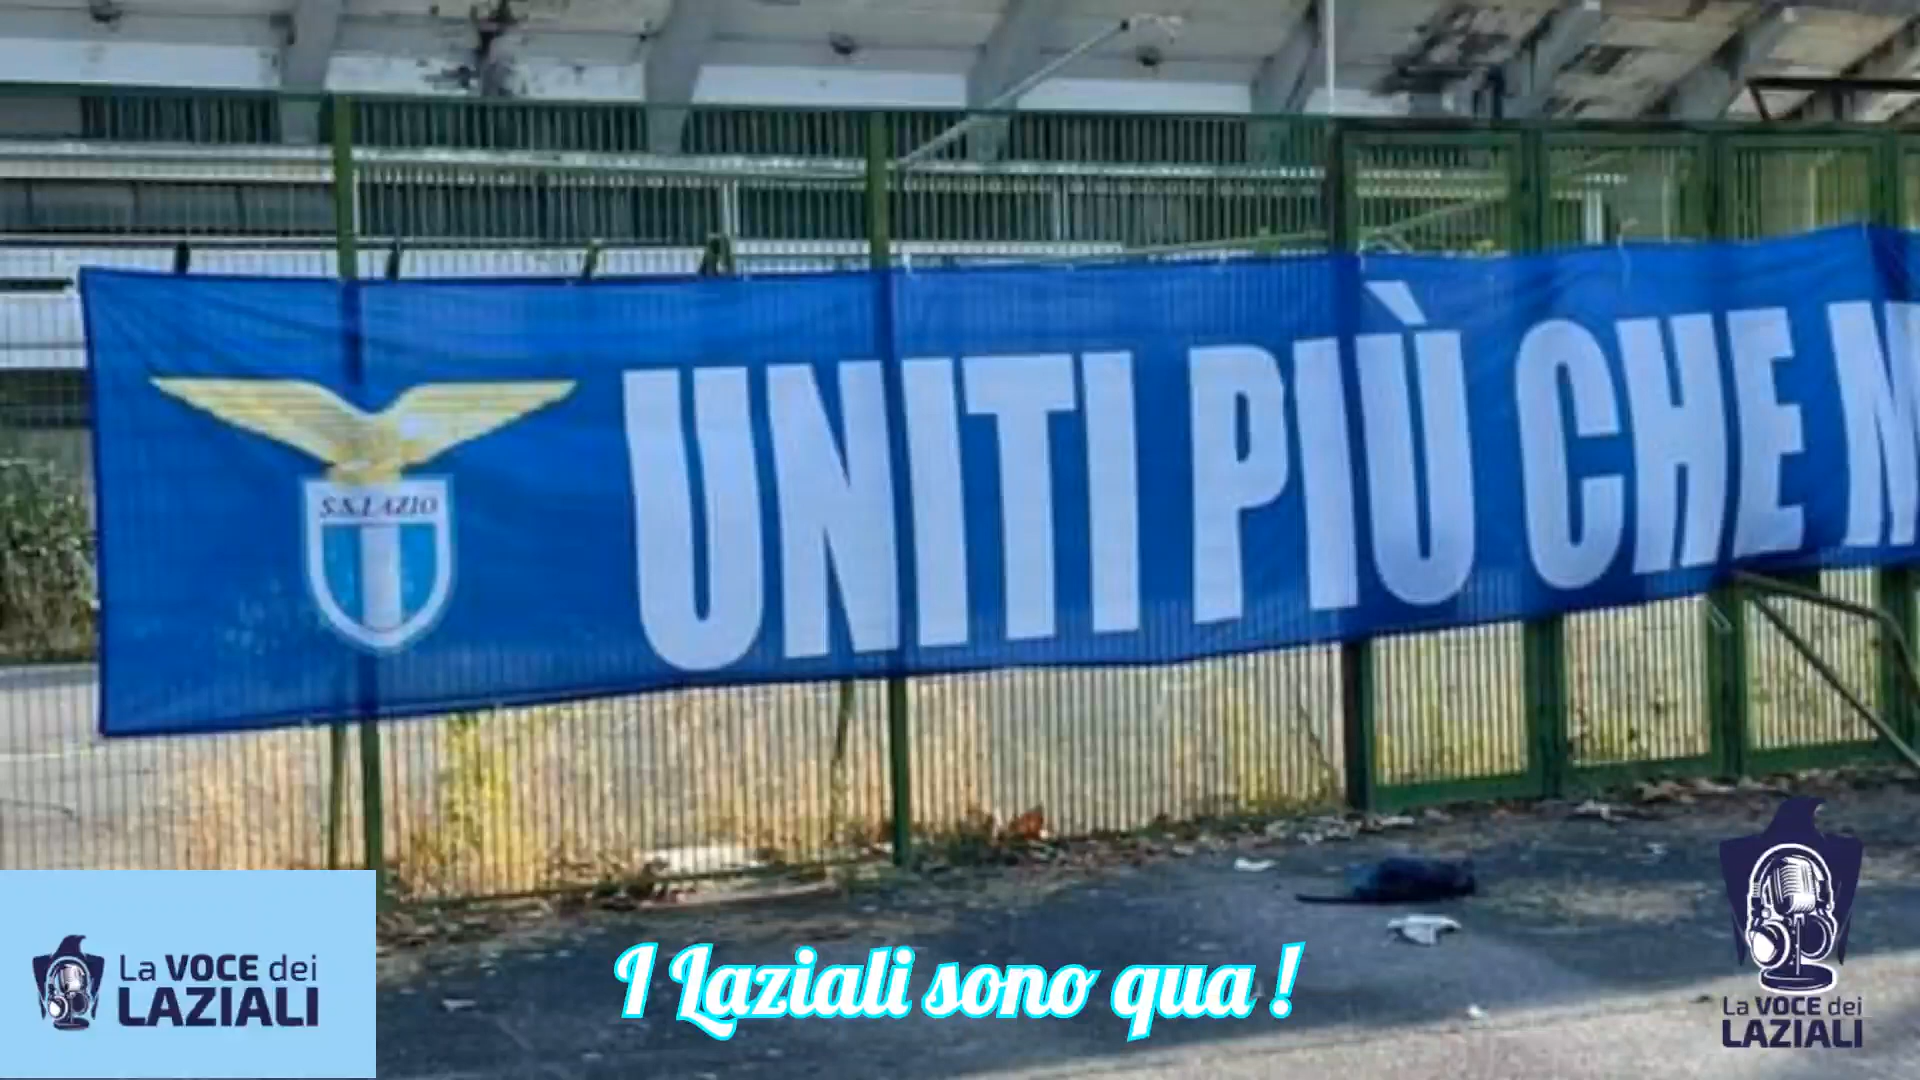 S.S.LAZIO
UNITI PIÙ CHE M
I Laziali sono qua !
La VOCE dei
LAZIALI
La VOCE dei
LAZIALI